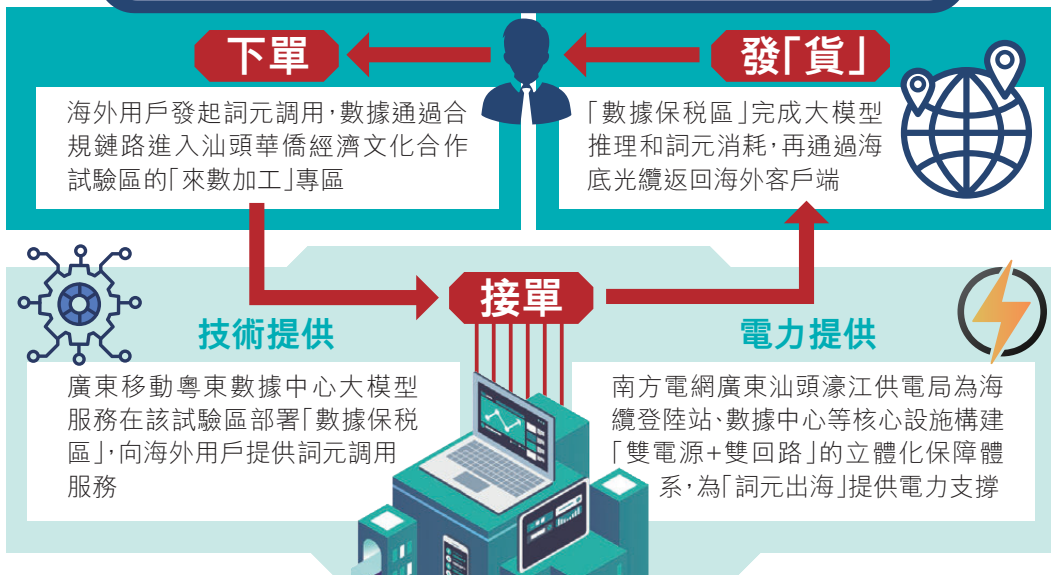 下單
海外用戶發起詞元調用，數據通過合
規鏈路進入汕頭華僑經濟文化合作
試驗區的「來數加工」專區
發「貨」
「數據保稅區」完成大模型
推理和詞元消耗，再通過海
底光纜返回海外客戶端
接單
技術提供
廣東移動粵東數據中心大模型
服務在該試驗區部署「數據保稅
區」，向海外用戶提供詞元調用
服務
電力提供
南方電網廣東汕頭濠江供電局為海
纜登陸站、數據中心等核心設施構建
「雙電源+雙回路」的立體化保障體
系，為「詞元出海」提供電力支撐